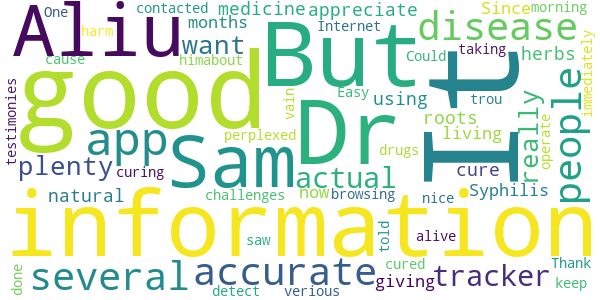 One contacted medicine appreciate Since morning
Aliu months Internet disease
harm want But Could taking immediately
cause himabout Easy herbs
good vain using trou people
testimonies app Sam Dr It roots really operate
perplexed living
plenty curing actual drugs cure
natural challenges now browsing nice Syphilis
information
saw told alive
done several accurate cured giving tracker Thank
detect verious keep